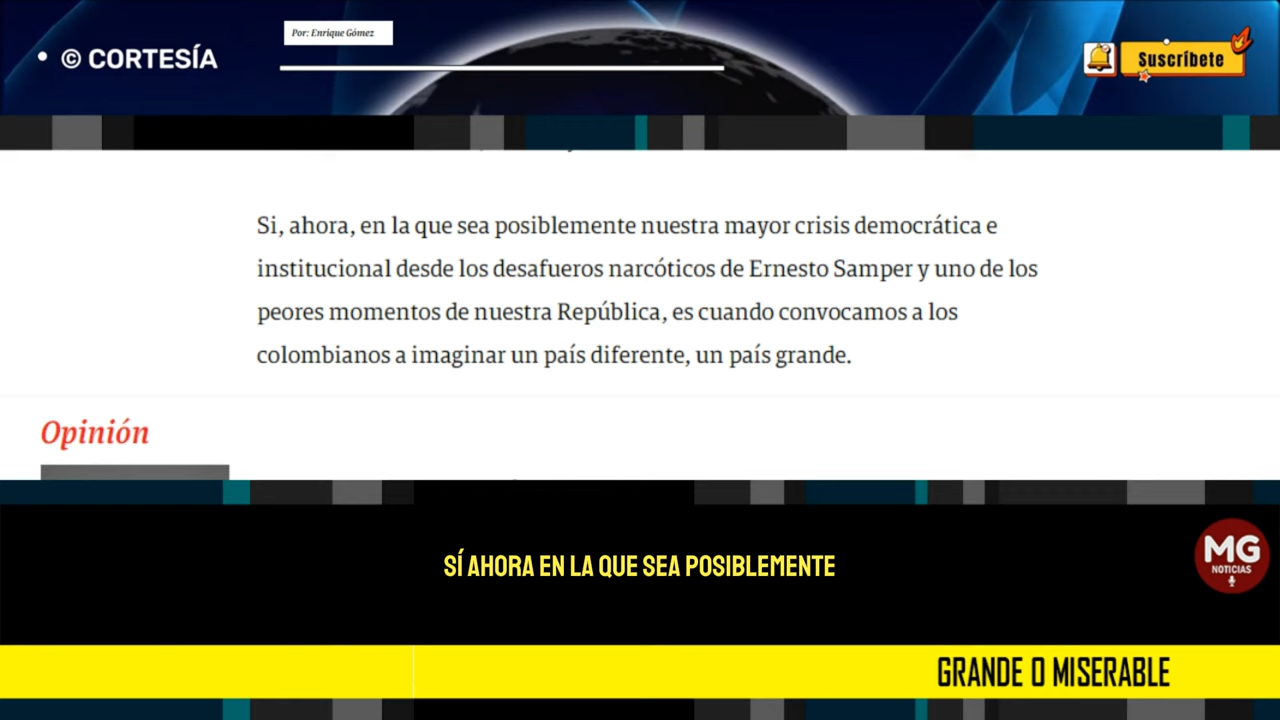 Por: Enrique Gómez
© CORTESÍA
Suscríbete
Si, ahora, en la que sea posiblemente nuestra mayor crisis democrática e
institucional desde los desafueros narcóticos de Ernesto Samper y uno de los
peores momentos de nuestra República, es cuando convocamos a los
colombianos a imaginar un país diferente, un país grande.
Opinión
SÍ AHORA EN LA QUE SEA POSIBLEMENTE
MG
NOTICIAS
GRANDE O MISERABLE